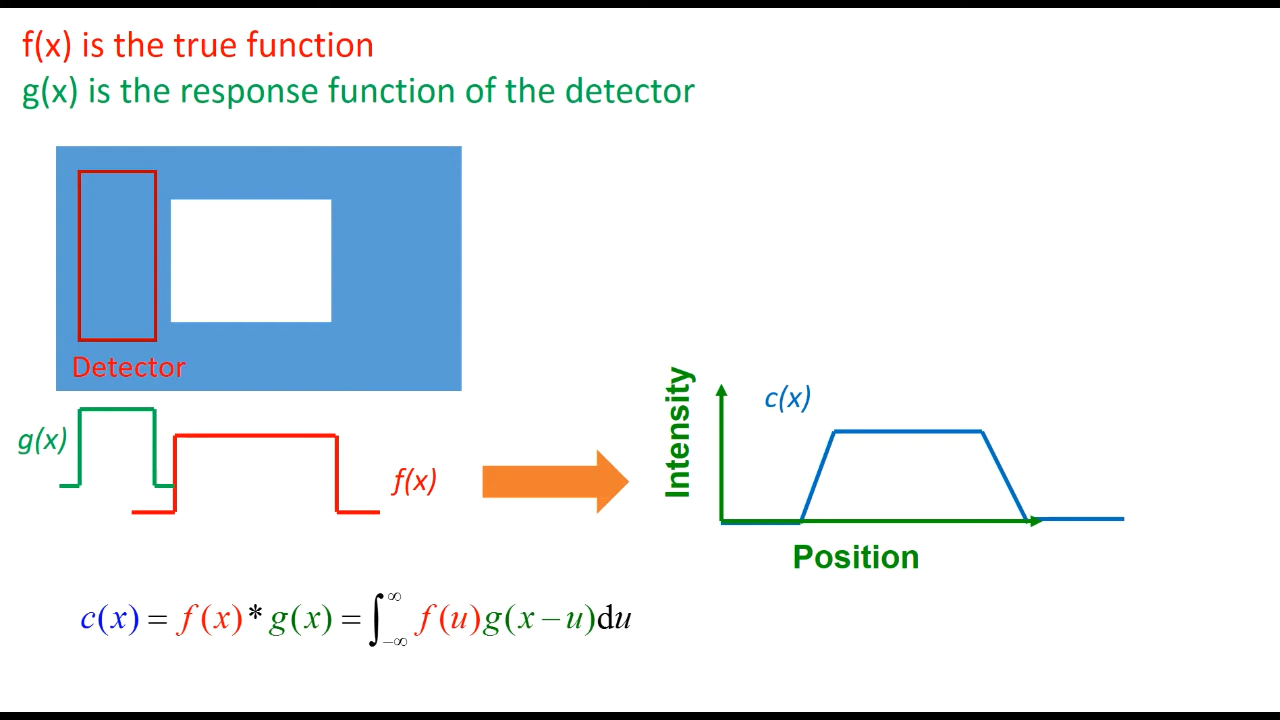 f(x) is the true function
g(x) is the response function of the detector
Detector
g(x)
f(x)
Intensity
c(x)
Position
c(x) = f(x) * g(x) = ∫_{-∞}^{∞} f(u)g(x − u)du